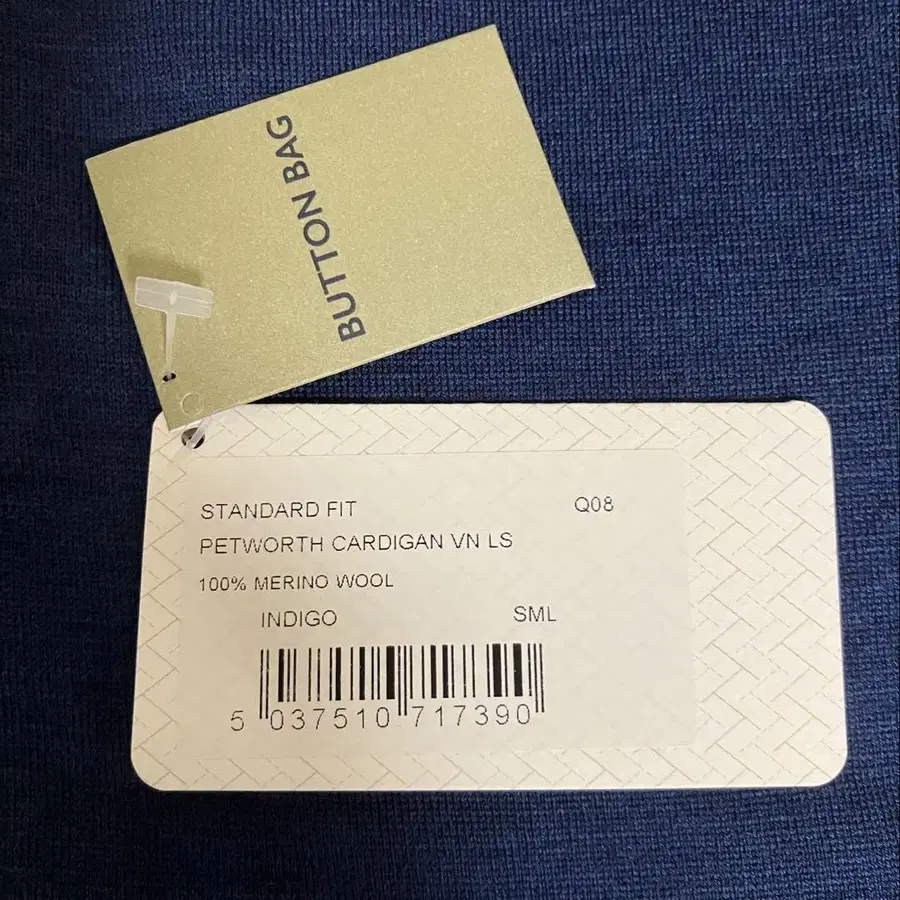 BUTTON BAG
STANDARD FIT Q08
PETWORTH CARDIGAN VN LS
100% MERINO WOOL
INDIGO SML
5 037510 717390